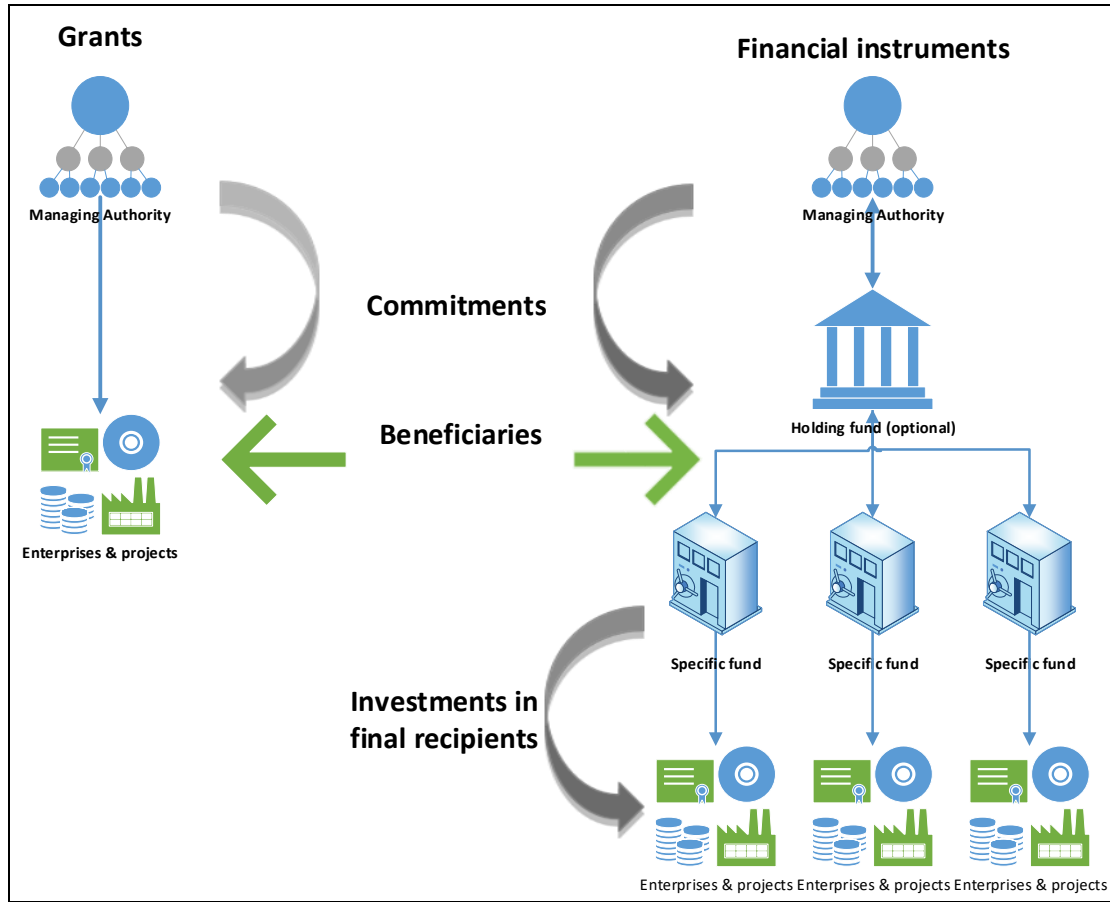 Grants
Financial instruments
Managing Authority
Managing Authority
Commitments
Beneficiaries
Holding fund (optional)
Enterprises & projects
Specific fund
Specific fund
Specific fund
Investments in
final recipients
Enterprises & projects
Enterprises & projects
Enterprises & projects